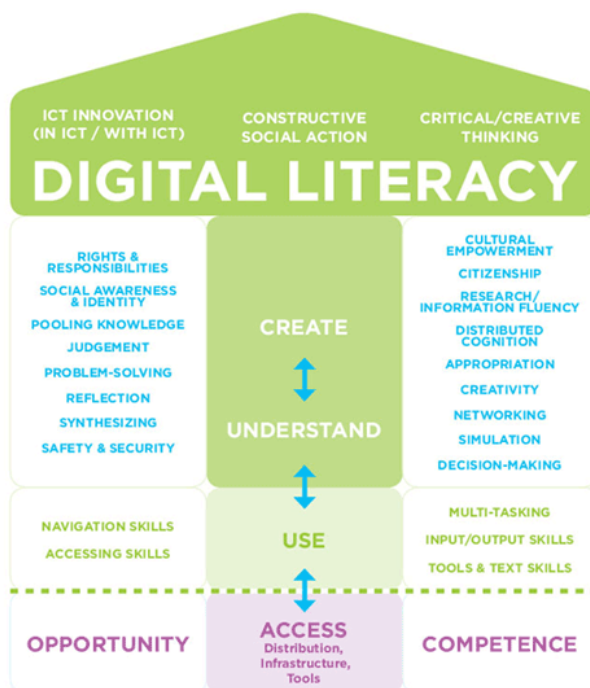 ICT INNOVATION
(IN ICT / WITH ICT)
CONSTRUCTIVE
SOCIAL ACTION
CRITICAL/CREATIVE
THINKING
DIGITAL LITERACY
RIGHTS &
RESPONSIBILITIES
SOCIAL AWARENESS
& IDENTITY
POOLING KNOWLEDGE
JUDGEMENT
PROBLEM-SOLVING
REFLECTION
SYNTHESIZING
SAFETY & SECURITY
CREATE
UNDERSTAND
CULTURAL
EMPOWERMENT
CITIZENSHIP
RESEARCH/
INFORMATION FLUENCY
DISTRIBUTED
COGNITION
APPROPRIATION
CREATIVITY
NETWORKING
SIMULATION
DECISION-MAKING
NAVIGATION SKILLS
ACCESSING SKILLS
USE
MULTI-TASKING
INPUT/OUTPUT SKILLS
TOOLS & TEXT SKILLS
OPPORTUNITY
ACCESS
Distribution,
Infrastructure,
Tools
COMPETENCE